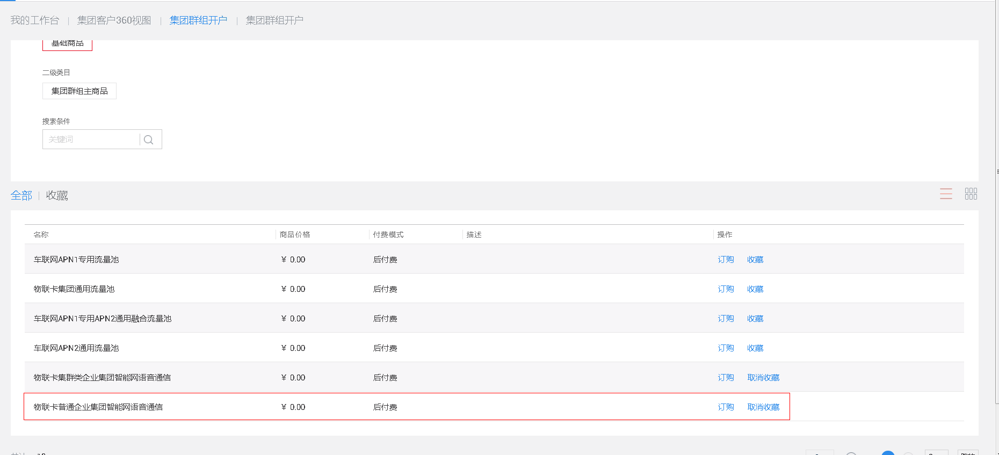 我的工作台 | 集团客户360视图 | 集团群组开户 | 集团群组开户
基础商品
二级类目
集团群组主商品
搜索条件
关键词
全部 | 收藏
名称 商品价格 付费模式 描述 操作
车联网APN1专用流量池 ¥ 0.00 后付费 订购 收藏
物联卡集团通用流量池 ¥ 0.00 后付费 订购 收藏
车联网APN1专用APN2通用融合流量池 ¥ 0.00 后付费 订购 收藏
车联网APN2通用流量池 ¥ 0.00 后付费 订购 收藏
物联卡集群类企业集团智能网语音通信 ¥ 0.00 后付费 订购 取消收藏
物联卡普通企业集团智能网语音通信 ¥ 0.00 后付费 订购 取消收藏